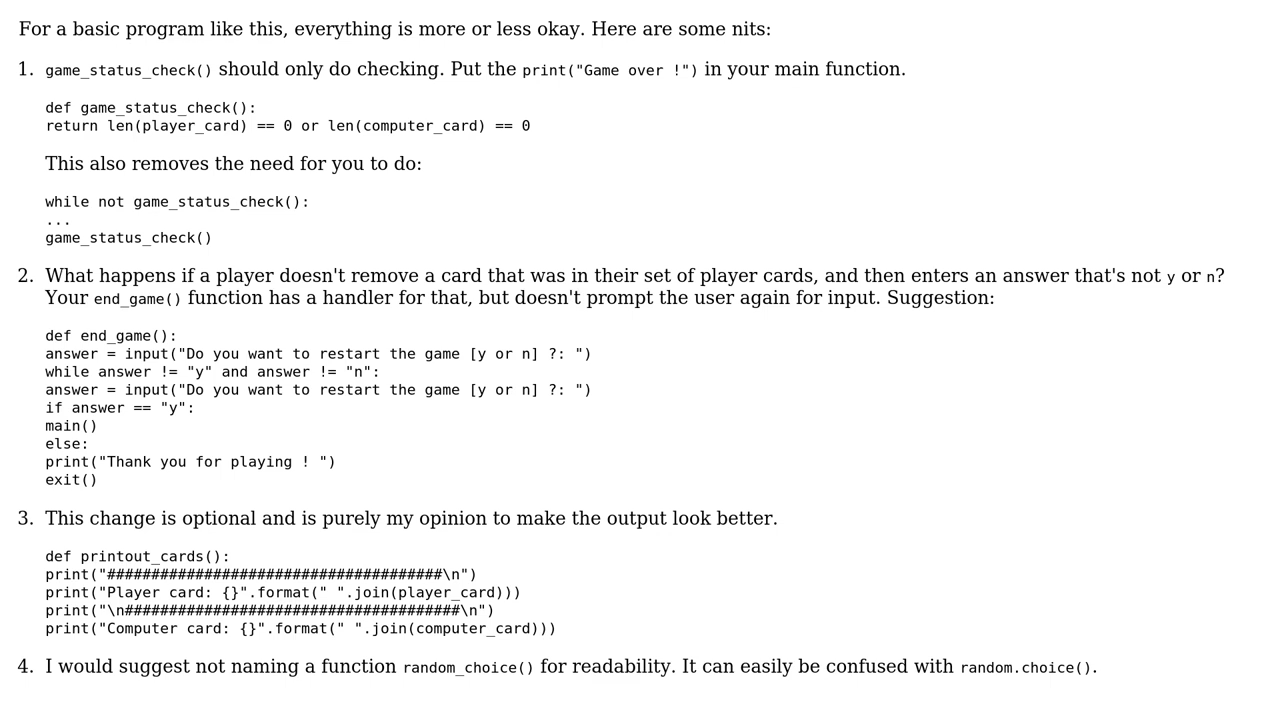 For a basic program like this, everything is more or less okay. Here are some nits:
1. game_status_check() should only do checking. Put the print("Game over !") in your main function.
def game_status_check():
return len(player_card) == 0 or len(computer_card) == 0
This also removes the need for you to do:
while not game_status_check():
...
game_status_check()
2. What happens if a player doesn't remove a card that was in their set of player cards, and then enters an answer that's not y or n?
Your end_game() function has a handler for that, but doesn't prompt the user again for input. Suggestion:
def end_game():
answer = input("Do you want to restart the game [y or n] ?: ")
while answer != "y" and answer != "n":
answer = input("Do you want to restart the game [y or n] ?: ")
if answer == "y":
main()
else:
print("Thank you for playing ! ")
exit()
3. This change is optional and is purely my opinion to make the output look better.
def printout_cards():
print("######################################\n")
print("Player card: {}".format(" ".join(player_card)))
print("\n######################################\n")
print("Computer card: {}".format(" ".join(computer_card)))
4. I would suggest not naming a function random_choice() for readability. It can easily be confused with random.choice().